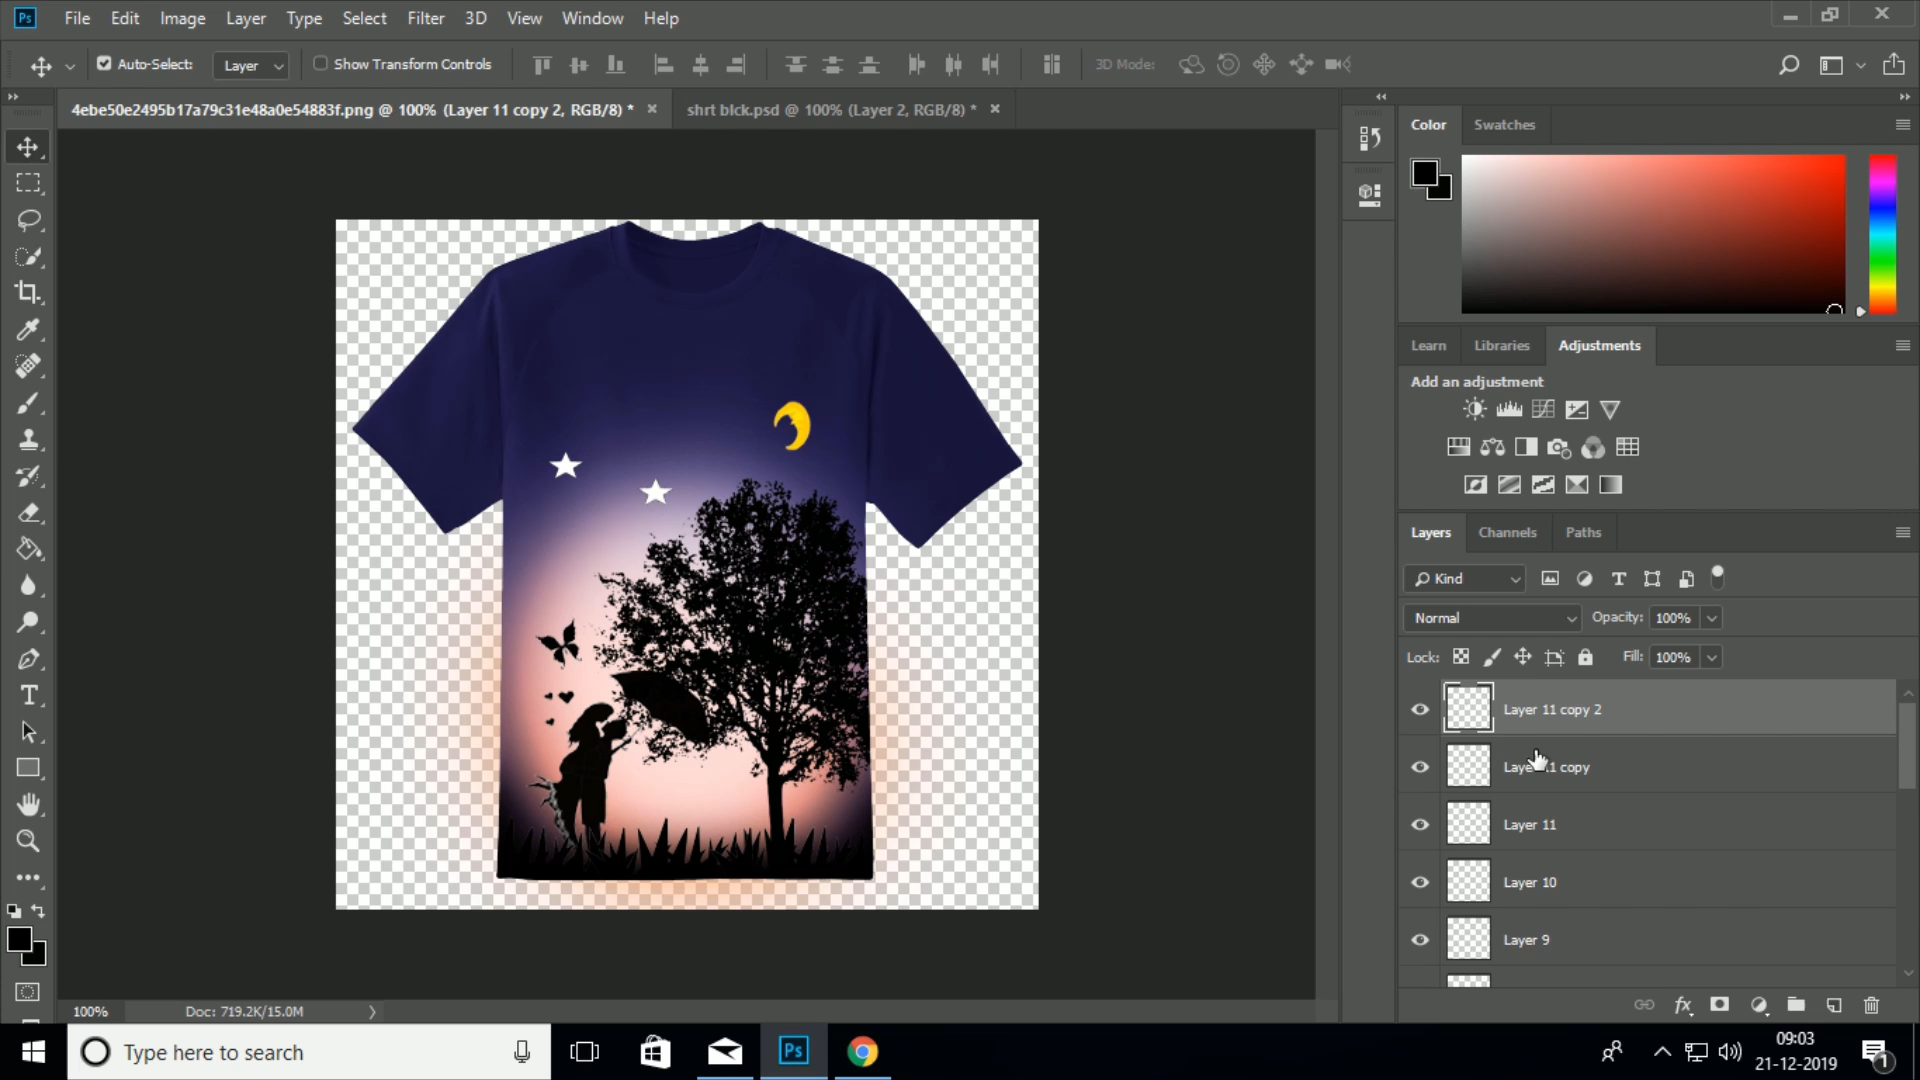 Ps File Edit Image Layer Type Select Filter 3D View Window Help
Auto-Select: Layer Show Transform Controls 3D Mode:
4ebe50e2495b17a79c31e48a0e54883f.png @ 100% (Layer 11 copy 2, RGB/8) * shrt blck.psd @ 100% (Layer 2, RGB/8) *
Color Swatches
Learn Libraries Adjustments
Add an adjustment
Layers Channels Paths
Kind
Normal Opacity: 100%
Lock: Fill: 100%
Layer 11 copy 2
Layer 11 copy
Layer 11
Layer 10
Layer 9
fx
100% Doc: 719.2K/15.0M
Type here to search Ps
09:03
21-12-2019
1